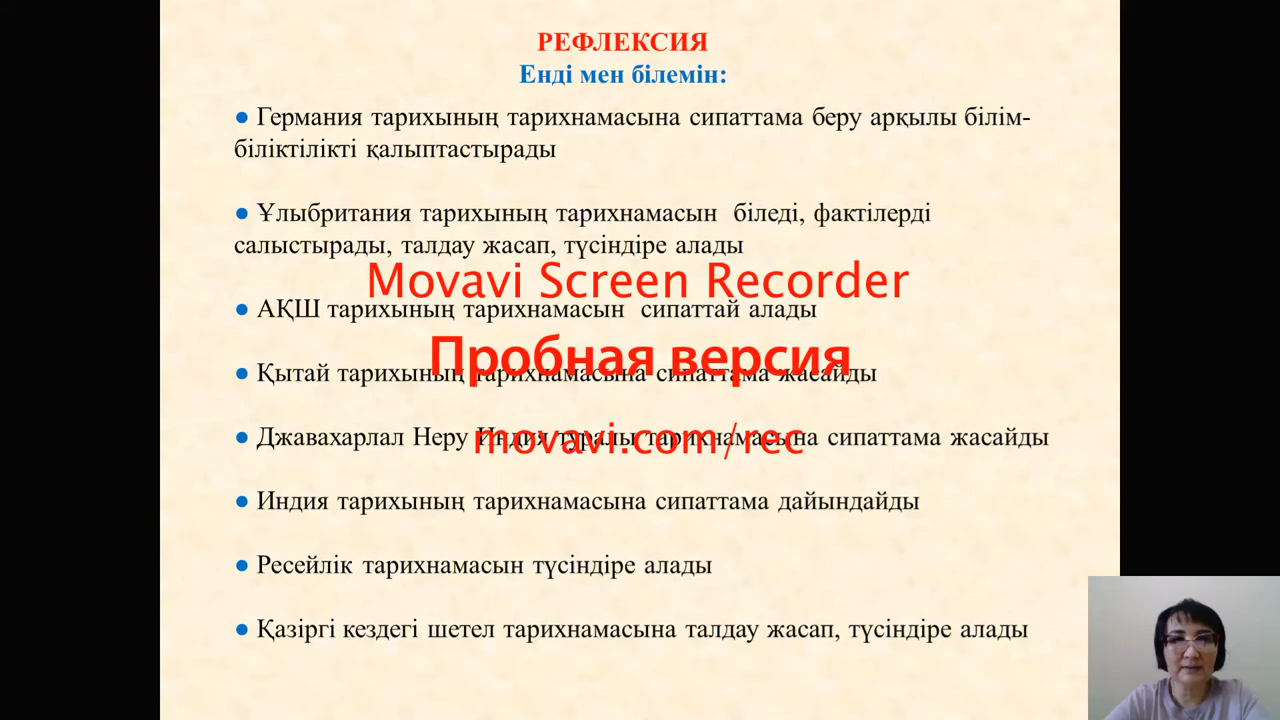 РЕФЛЕКСИЯ
Енді мен білемін:
● Германия тарихының тарихнамасына сипаттама беру арқылы білім-
біліктілікті қалыптастырады
● Ұлыбритания тарихының тарихнамасын біледі, фактілерді
салыстырады, талдау жасап, түсіндіре алады
Movavi Screen Recorder
● АҚШ тарихының тарихнамасын сипаттай алады
Пробная версия
● Қытай тарихының тарихнамасына сипаттама жасайды
● Джавахарлал Неру Индия туралы тарихнамасына сипаттама жасайды
movavi.com/rec
● Индия тарихының тарихнамасына сипаттама дайындайды
● Ресейлік тарихнамасын түсіндіре алады
● Қазіргі кездегі шетел тарихнамасына талдау жасап, түсіндіре алады